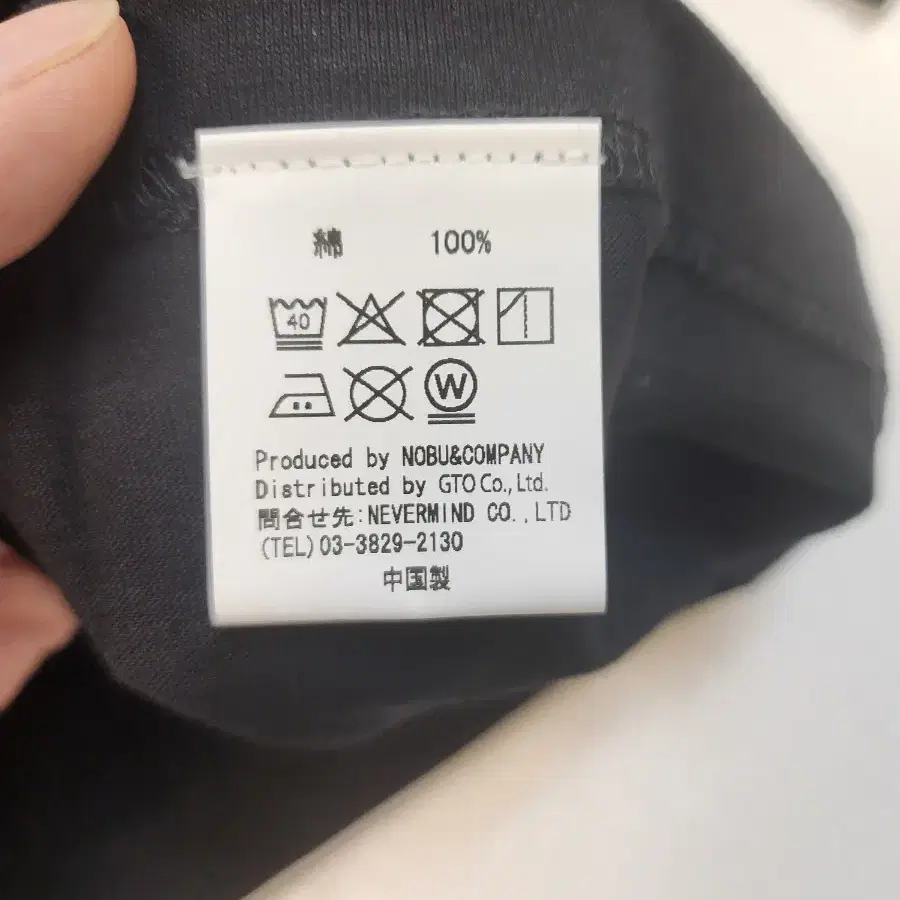 綿 100%
40
W
Produced by NOBU&COMPANY
Distributed by GTO Co., Ltd.
問合せ先:NEVERMIND CO.,LTD
(TEL)03-3829-2130
中国製